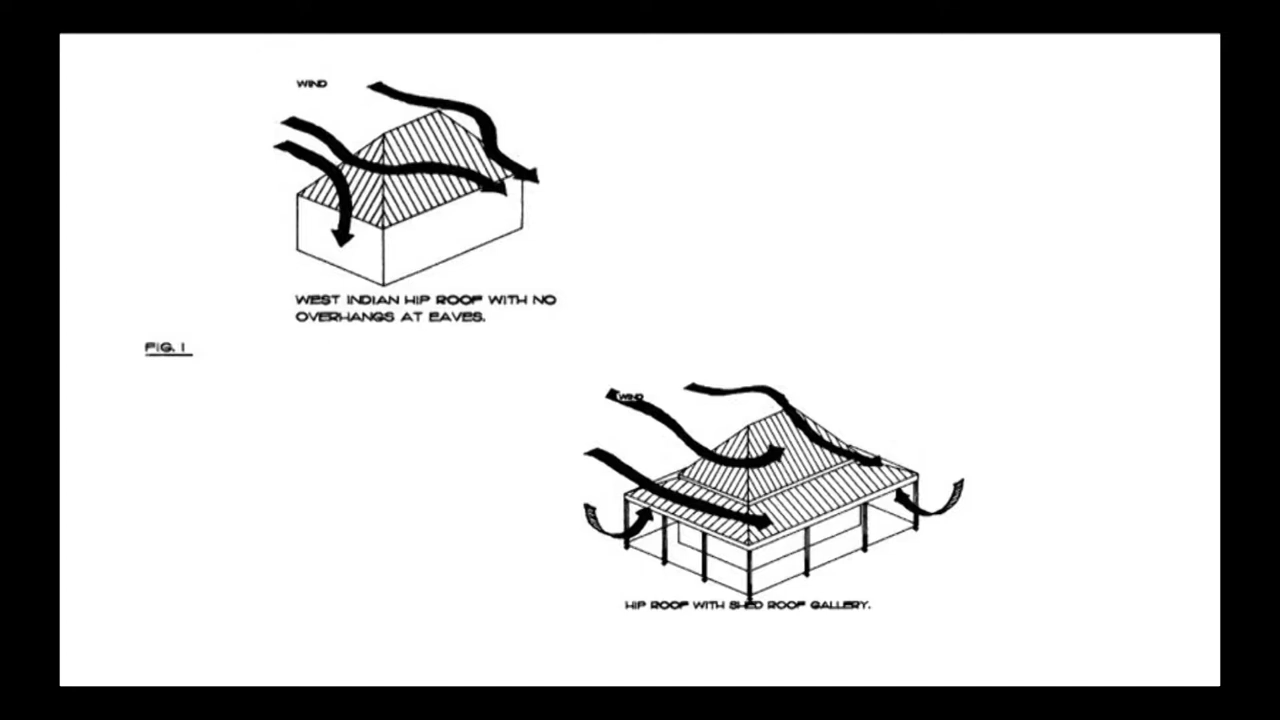 WIND
WEST INDIAN HIP ROOF WITH NO
OVERHANGS AT EAVES.
FIG. 1
WIND
HIP ROOF WITH SHED ROOF GALLERY.